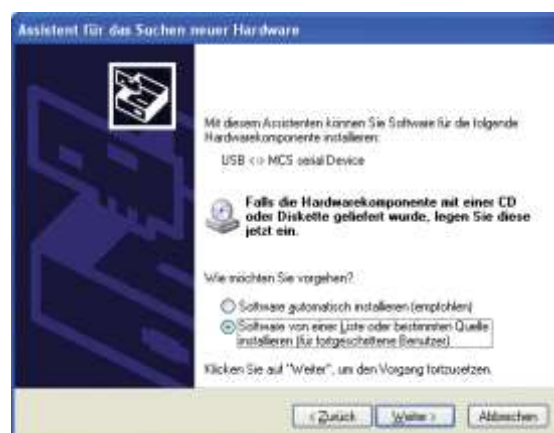 Assistent für das Suchen neuer Hardware
Mit diesem Assistenten können Sie Software für die folgende
Hardwarekomponente installieren:
USB <-> MCS serial Device
Falls die Hardwarekomponente mit einer CD
oder Diskette geliefert wurde, legen Sie diese
jetzt ein.
Wie möchten Sie vorgehen?
Software automatisch installieren (empfohlen)
Software von einer Liste oder bestimmten Quelle
installieren (für fortgeschrittene Benutzer)
Klicken Sie auf "Weiter", um den Vorgang fortzusetzen.
< Zurück Weiter > Abbrechen